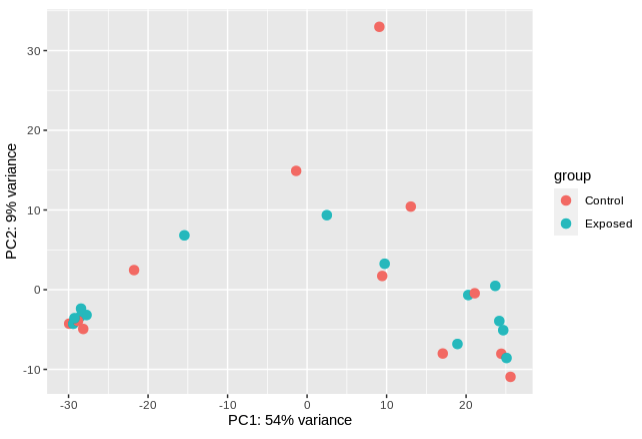 30
20
10
0
-10
PC2: 9% variance
-30
-20
-10
0
10
20
PC1: 54% variance
group
Control
Exposed